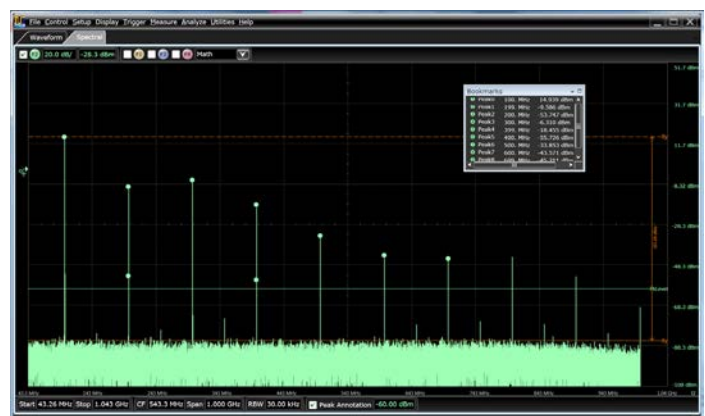 File Control Setup Display Trigger Measure Analyze Utilities Help
Waveform Spectral
20.0 dB/ -28.3 dBm Math
51.7 dBm
31.7 dBm
11.7 dBm
-8.32 dBm
-28.3 dBm
-48.3 dBm
-68.3 dBm
-88.3 dBm
Bookmarks
Peak0 100. MHz 14.939 dBm
Peak1 199. MHz -9.586 dBm
Peak2 200. MHz -53.747 dBm
Peak3 300. MHz -6.310 dBm
Peak4 399. MHz -18.455 dBm
Peak5 400. MHz -55.726 dBm
Peak6 500. MHz -33.853 dBm
Peak7 600. MHz -43.571 dBm
Peak8
Start 43.26 MHz Stop 1.043 GHz CF 543.3 MHz Span 1.000 GHz RBW 30.00 kHz Peak Annotation -60.00 dBm